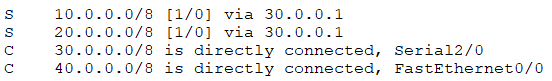 S    10.0.0.0/8 [1/0] via 30.0.0.1
S    20.0.0.0/8 [1/0] via 30.0.0.1
C    30.0.0.0/8 is directly connected, Serial2/0
C    40.0.0.0/8 is directly connected, FastEthernet0/0